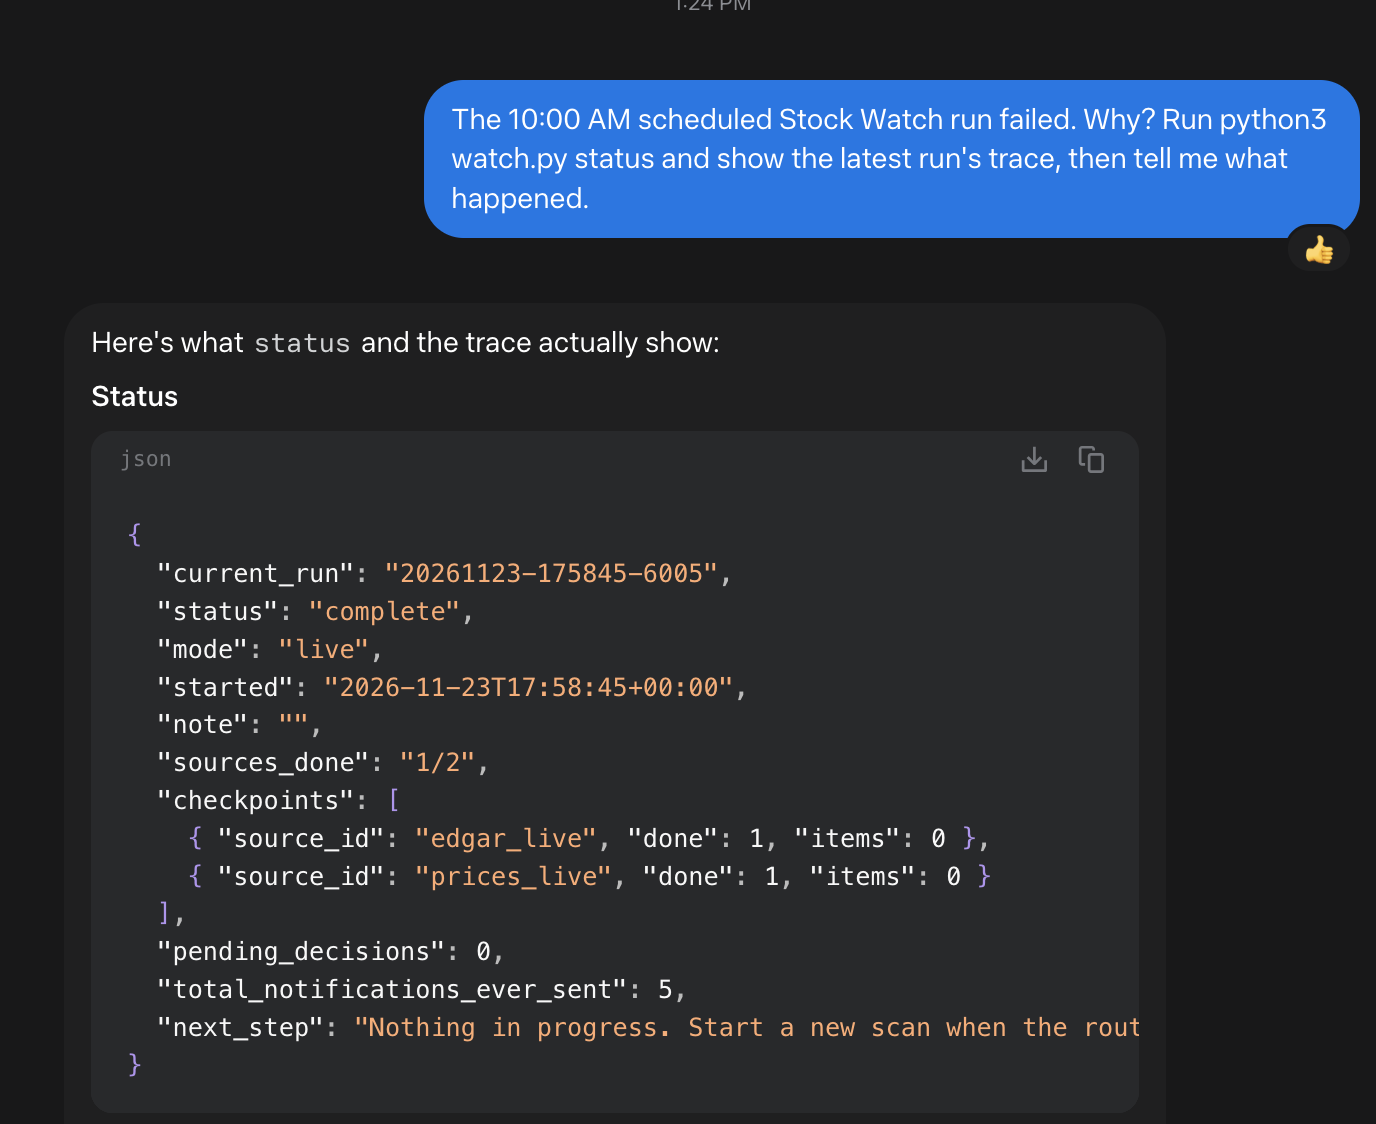 1:24 PM
The 10:00 AM scheduled Stock Watch run failed. Why? Run python3
watch.py status and show the latest run's trace, then tell me what
happened.
👍
Here's what status and the trace actually show:
Status
json
{
  "current_run": "20261123-175845-6005",
  "status": "complete",
  "mode": "live",
  "started": "2026-11-23T17:58:45+00:00",
  "note": "",
  "sources_done": "1/2",
  "checkpoints": [
    { "source_id": "edgar_live", "done": 1, "items": 0 },
    { "source_id": "prices_live", "done": 1, "items": 0 }
  ],
  "pending_decisions": 0,
  "total_notifications_ever_sent": 5,
  "next_step": "Nothing in progress. Start a new scan when the rout
}